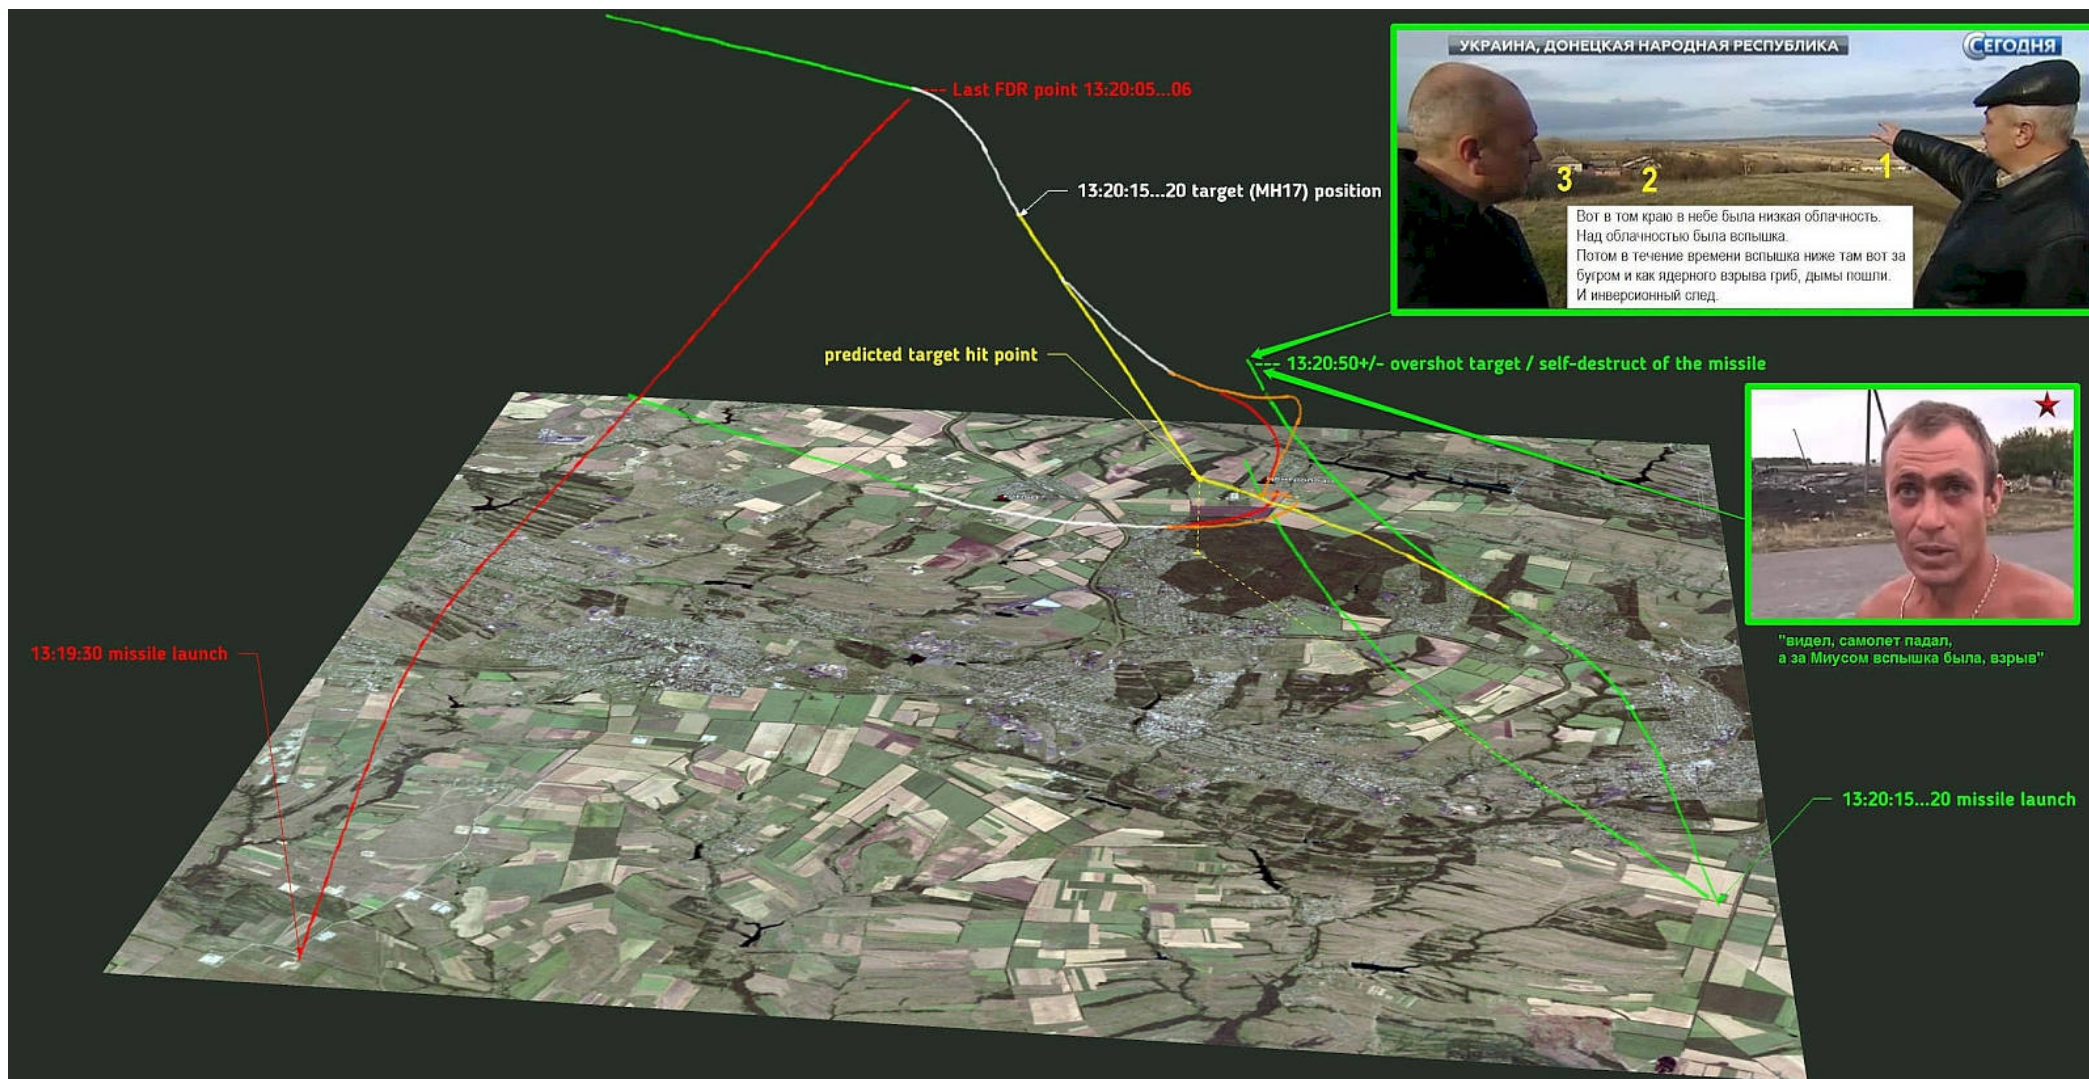 УКРАИНА, ДОНЕЦКАЯ НАРОДНАЯ РЕСПУБЛИКА
СЕГОДНЯ
--- Last FDR point 13:20:05...06
3
2
1
13:20:15...20 target (MH17) position
Вот в том краю в небе была низкая облачность.
Над облачностью была вспышка.
Потом в течение времени вспышка ниже там вот за
бугром и как ядерного взрыва гриб, дымы пошли.
И инверсионный след.
predicted target hit point
--- 13:20:50+/- overshot target / self-destruct of the missile
13:19:30 missile launch
"видел, самолет падал,
а за Миусом вспышка была, взрыв"
13:20:15...20 missile launch